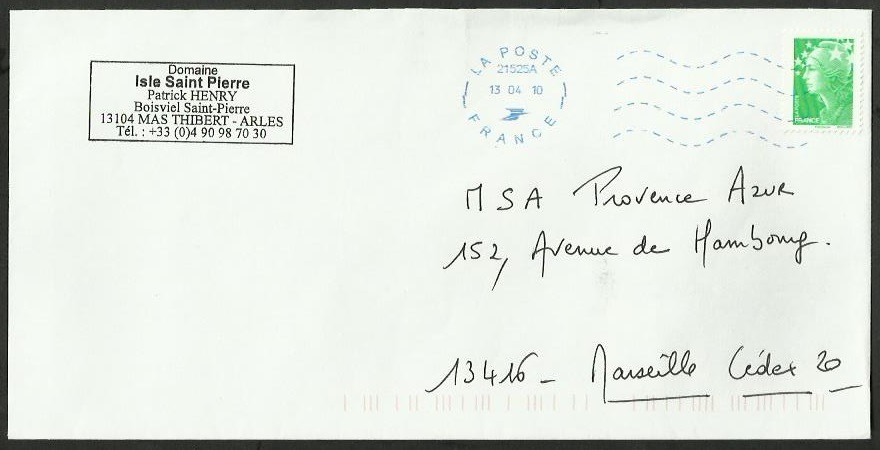 Domaine
Isle Saint Pierre
Patrick HENRY
Boisviel Saint-Pierre
13104 MAS THIBERT - ARLES
Tél. : +33 (0)4 90 98 70 30
LA POSTE
21525A
13 04 10
FRANCE
FRANCE
MSA Provence Azur
152, Avenue de Hambourg.
13416 - Marseille Cédex 20